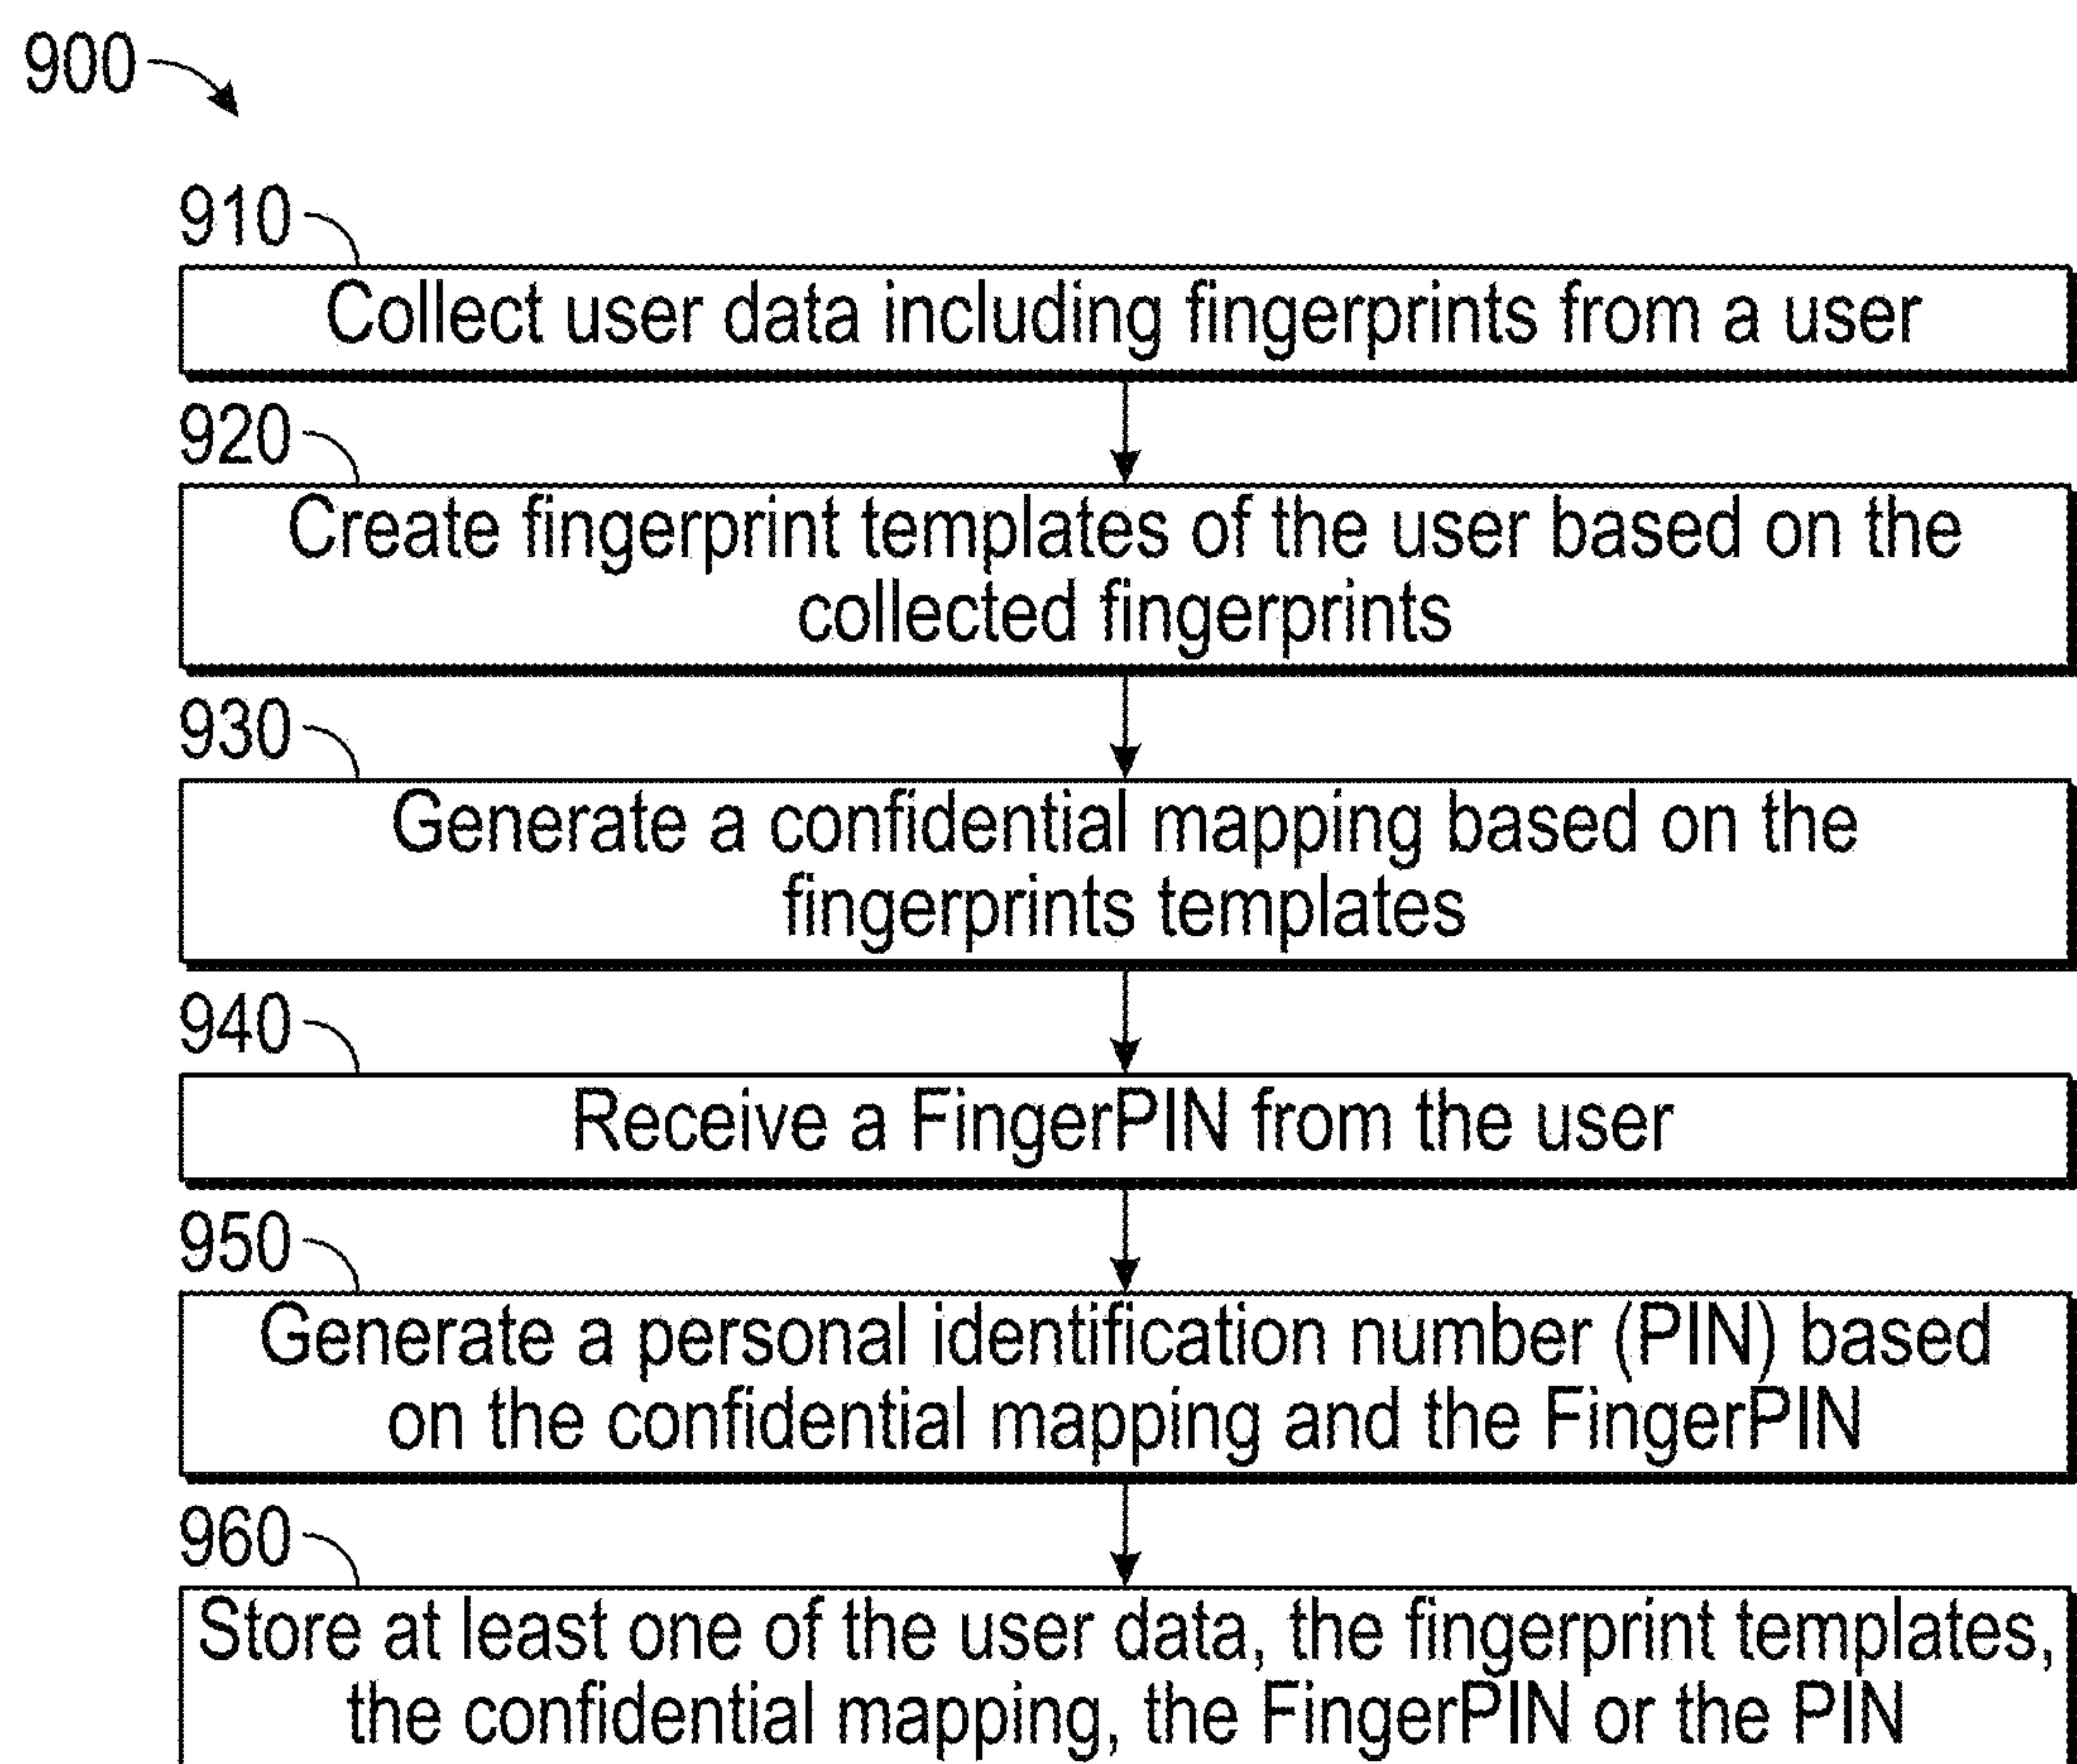 900
910
Collect user data including fingerprints from a user
920
Create fingerprint templates of the user based on the
collected fingerprints
930
Generate a confidential mapping based on the
fingerprints templates
940
Receive a FingerPIN from the user
950
Generate a personal identification number (PIN) based
on the confidential mapping and the FingerPIN
960
Store at least one of the user data, the fingerprint templates,
the confidential mapping, the FingerPIN or the PIN